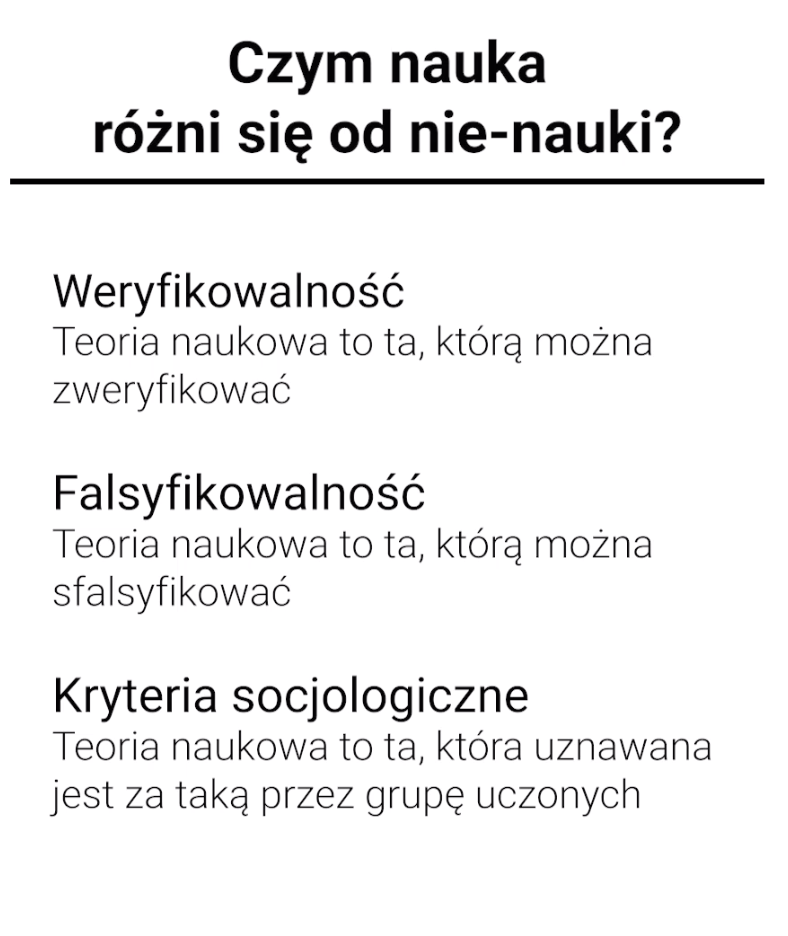 Czym nauka
różni się od nie-nauki?
Weryfikowalność
Teoria naukowa to ta, którą można
zweryfikować
Falsyfikowalność
Teoria naukowa to ta, którą można
sfalsyfikować
Kryteria socjologiczne
Teoria naukowa to ta, która uznawana
jest za taką przez grupę uczonych